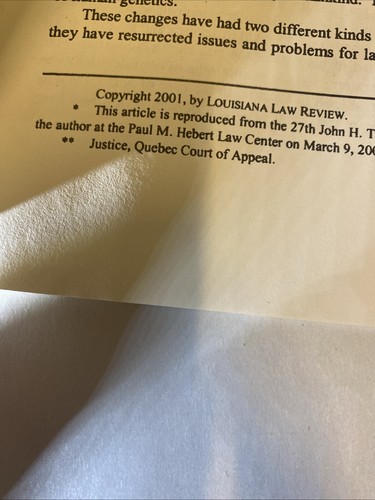 genetics.
These changes have had two different kinds
they have resurrected issues and problems for
Copyright 2001, by LOUISIANA LAW REVIEW.
* This article is reproduced from the 27th John H.
the author at the Paul M. Hebert Law Center on March 9,
** Justice, Quebec Court of Appeal.